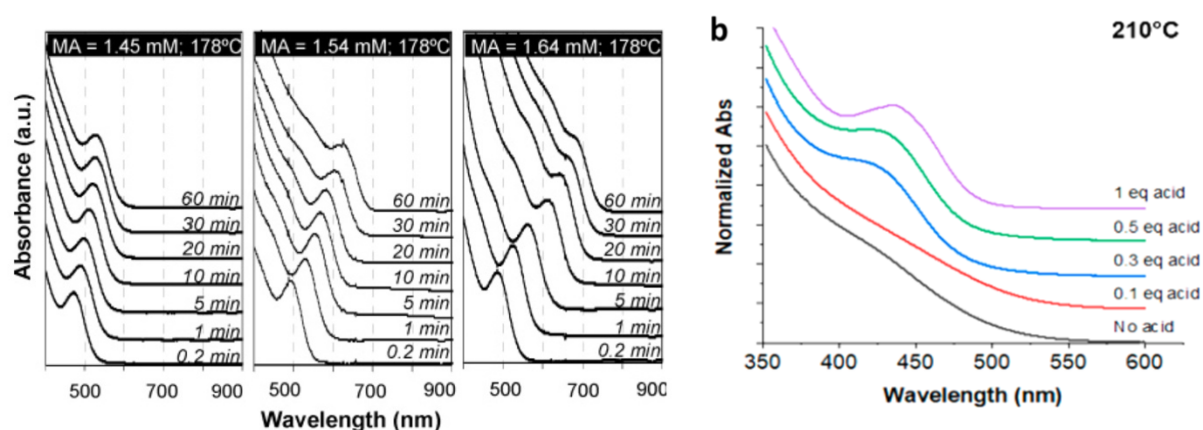 MA = 1.45 mM; 178ºC
MA = 1.54 mM; 178ºC
MA = 1.64 mM; 178ºC
Absorbance (a.u.)
60 min
30 min
20 min
10 min
5 min
1 min
0.2 min
60 min
30 min
20 min
10 min
5 min
1 min
0.2 min
60 min
30 min
20 min
10 min
5 min
1 min
0.2 min
500 700 900
500 700 900
500 700 900
Wavelength (nm)
b
210°C
Normalized Abs
1 eq acid
0.5 eq acid
0.3 eq acid
0.1 eq acid
No acid
350 400 450 500 550 600
Wavelength (nm)